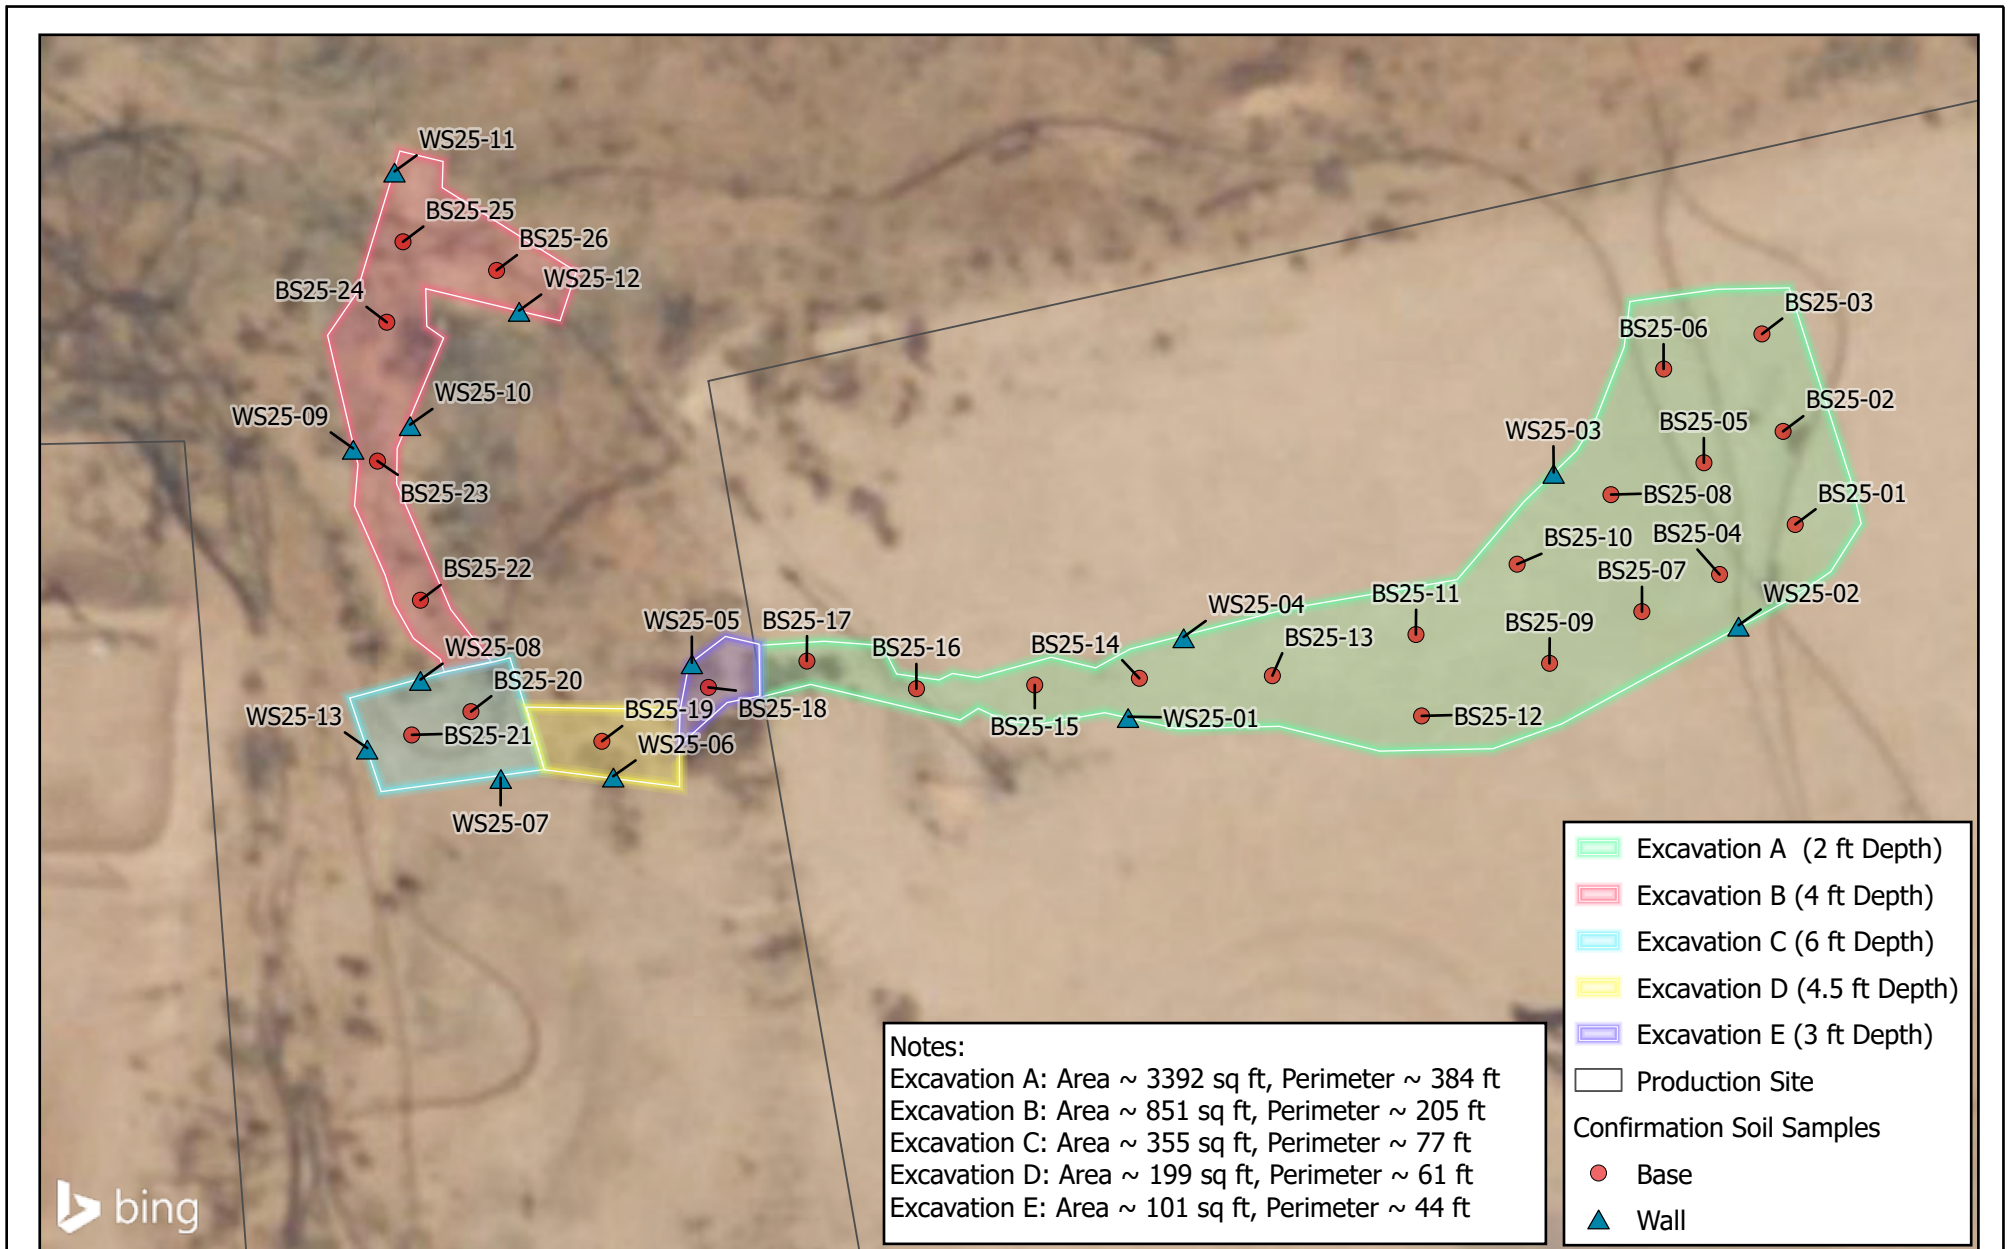 WS25-11
BS25-25
BS25-26
WS25-12
BS25-24
BS25-03
BS25-06
WS25-10
WS25-09
BS25-02
BS25-05
WS25-03
BS25-23
BS25-08
BS25-01
BS25-10
BS25-04
BS25-22
BS25-07
BS25-11
WS25-02
WS25-04
WS25-05
BS25-17
BS25-09
BS25-16
BS25-14
BS25-13
WS25-08
BS25-20
BS25-19
BS25-18
WS25-13
BS25-21
WS25-06
BS25-15
WS25-01
BS25-12
WS25-07
Excavation A (2 ft Depth)
Excavation B (4 ft Depth)
Excavation C (6 ft Depth)
Excavation D (4.5 ft Depth)
Excavation E (3 ft Depth)
Production Site
Confirmation Soil Samples
Base
Wall
Notes:
Excavation A: Area ~ 3392 sq ft, Perimeter ~ 384 ft
Excavation B: Area ~ 851 sq ft, Perimeter ~ 205 ft
Excavation C: Area ~ 355 sq ft, Perimeter ~ 77 ft
Excavation D: Area ~ 199 sq ft, Perimeter ~ 61 ft
Excavation E: Area ~ 101 sq ft, Perimeter ~ 44 ft
bing